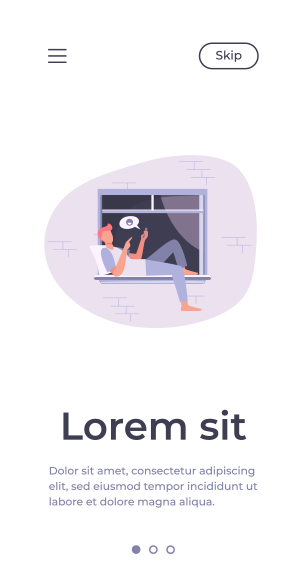 Skip
Lorem sit
Dolor sit amet, consectetur adipiscing
elit, sed eiusmod tempor incididunt ut
labore et dolore magna aliqua.